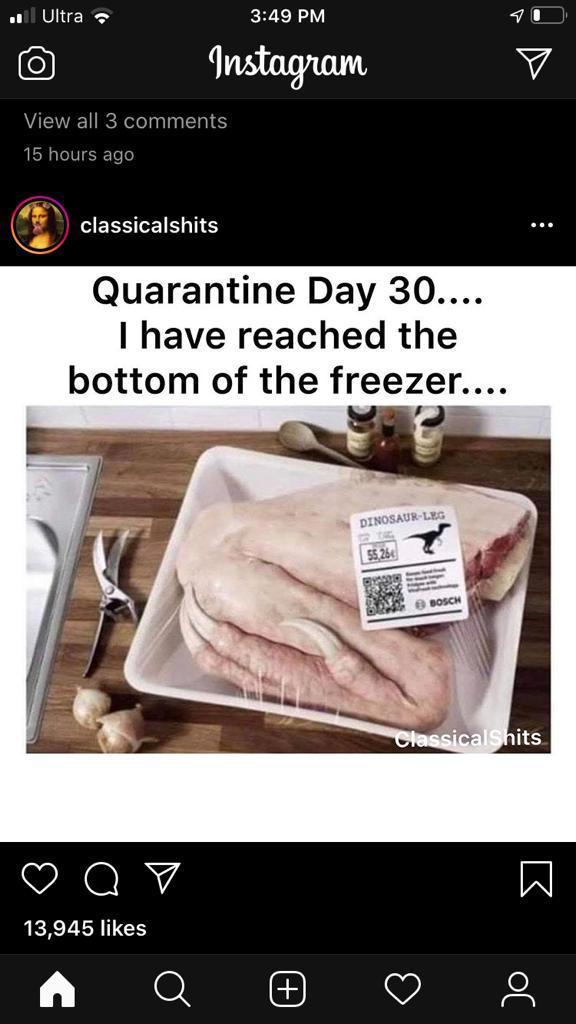 Ultra
3:49 PM
Instagram
View all 3 comments
15 hours ago
classicalshits
Quarantine Day 30....
I have reached the
bottom of the freezer....
DINOSAUR-LEG
55,26€
BOSCH
ClassicalShits
13,945 likes